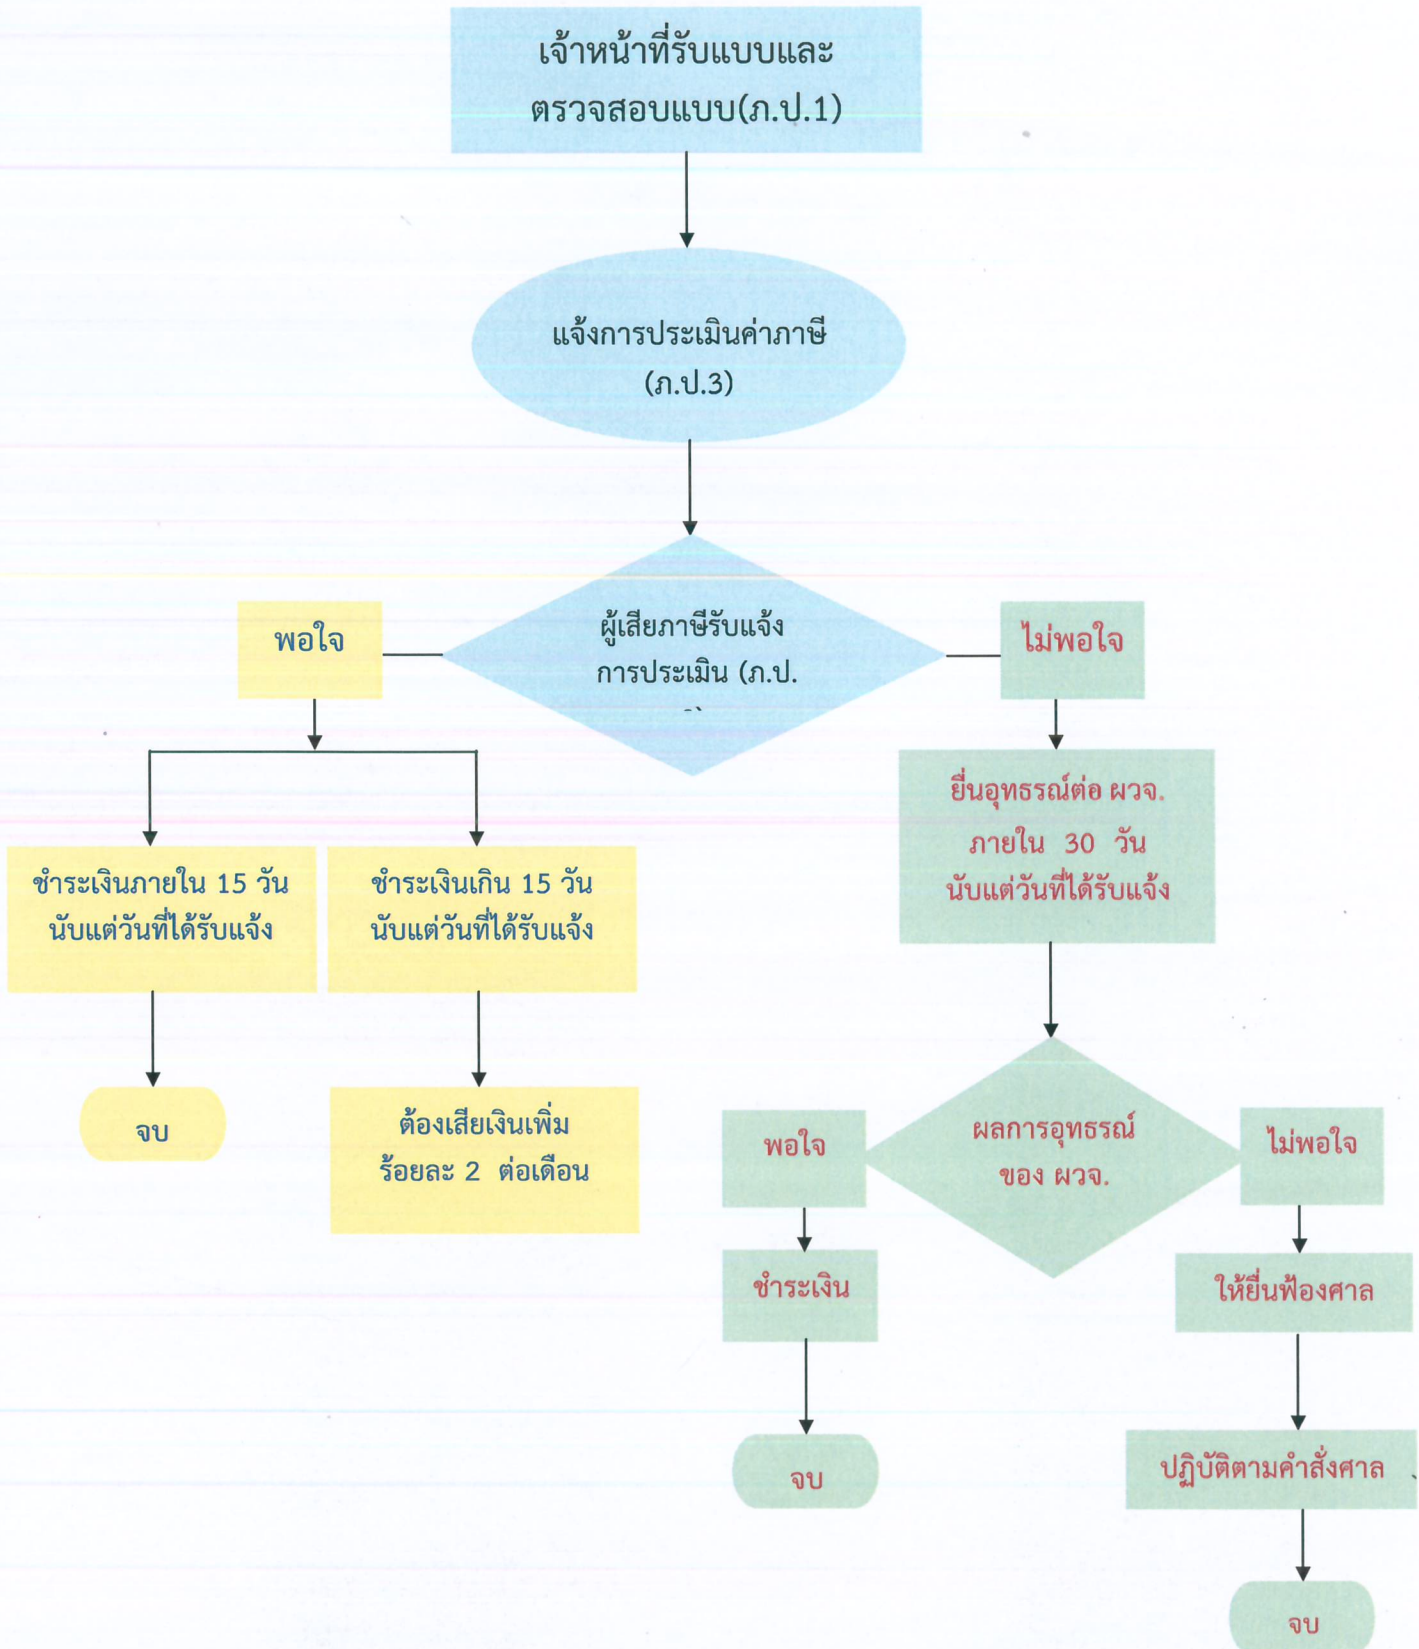 เจ้าหน้าที่รับแบบและ
ตรวจสอบแบบ(ภ.ป.1)
แจ้งการประเมินค่าภาษี
(ภ.ป.3)
ผู้เสียภาษีรับแจ้ง
การประเมิน (ภ.ป.
พอใจ
ไม่พอใจ
ชำระเงินภายใน 15 วัน
นับแต่วันที่ได้รับแจ้ง
ชำระเงินเกิน 15 วัน
นับแต่วันที่ได้รับแจ้ง
ยื่นอุทธรณ์ต่อ ผวจ.
ภายใน 30 วัน
นับแต่วันที่ได้รับแจ้ง
จบ
ต้องเสียเงินเพิ่ม
ร้อยละ 2 ต่อเดือน
พอใจ
ผลการอุทธรณ์
ของ ผวจ.
ไม่พอใจ
ชำระเงิน
ให้ยื่นฟ้องศาล
จบ
ปฏิบัติตามคำสั่งศาล
จบ